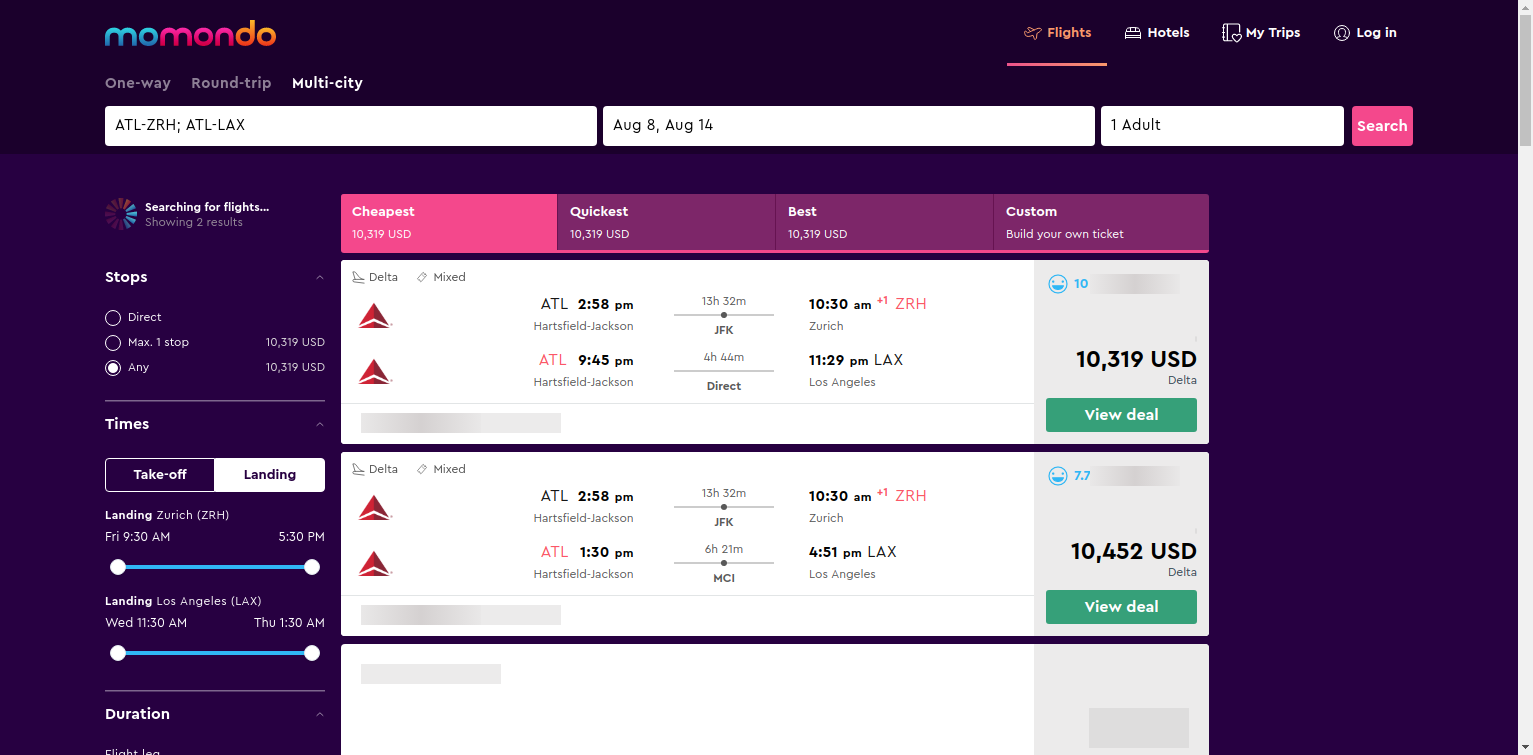 momondo
Flights
Hotels
My Trips
Log in
One-way
Round-trip
Multi-city
ATL-ZRH; ATL-LAX
Aug 8, Aug 14
1 Adult
Search
Searching for flights...
Showing 2 results
Cheapest
10,319 USD
Quickest
10,319 USD
Best
10,319 USD
Custom
Build your own ticket
Stops
Direct
Max. 1 stop 10,319 USD
Any 10,319 USD
Times
Take-off
Landing
Landing Zurich (ZRH)
Fri 9:30 AM 5:30 PM
Landing Los Angeles (LAX)
Wed 11:30 AM Thu 1:30 AM
Duration
Flight leg
Delta Mixed
ATL 2:58 pm 13h 32m 10:30 am +1 ZRH
Hartsfield-Jackson JFK Zurich
ATL 9:45 pm 4h 44m 11:29 pm LAX
Hartsfield-Jackson Direct Los Angeles
10
10,319 USD
Delta
View deal
Delta Mixed
ATL 2:58 pm 13h 32m 10:30 am +1 ZRH
Hartsfield-Jackson JFK Zurich
ATL 1:30 pm 6h 21m 4:51 pm LAX
Hartsfield-Jackson MCI Los Angeles
7.7
10,452 USD
Delta
View deal